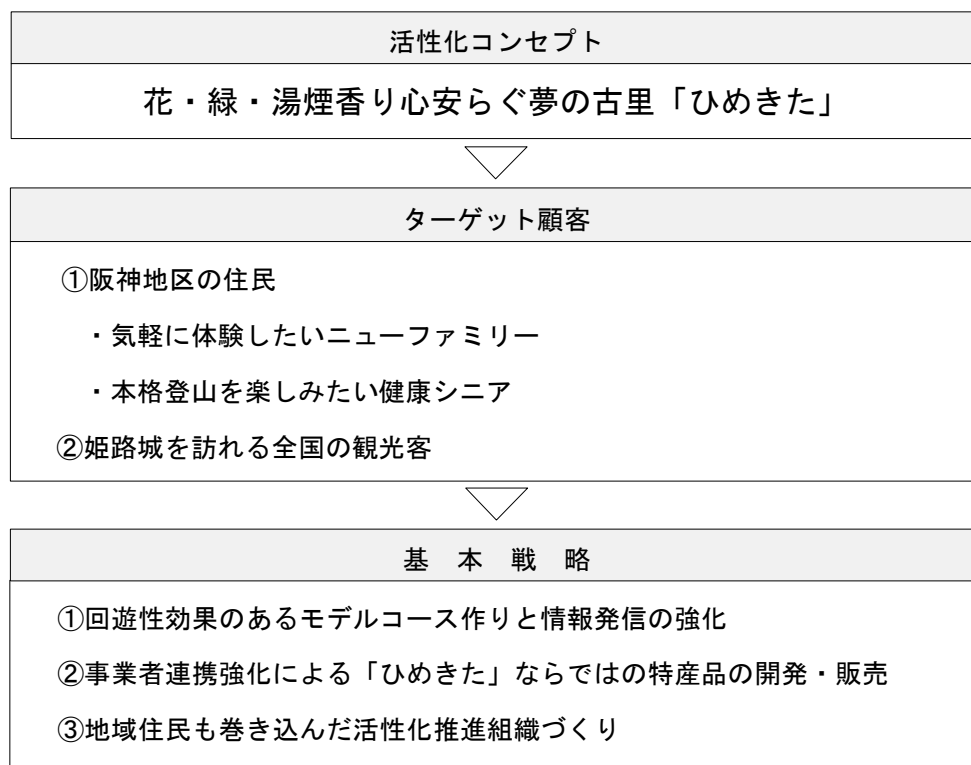 活性化コンセプト
花・緑・湯煙香り心安らぐ夢の古里「ひめきた」
ターゲット顧客
①阪神地区の住民
・気軽に体験したいニューファミリー
・本格登山を楽しみたい健康シニア
②姫路城を訪れる全国の観光客
基　本　戦　略
①回遊性効果のあるモデルコース作りと情報発信の強化
②事業者連携強化による「ひめきた」ならではの特産品の開発・販売
③地域住民も巻き込んだ活性化推進組織づくり